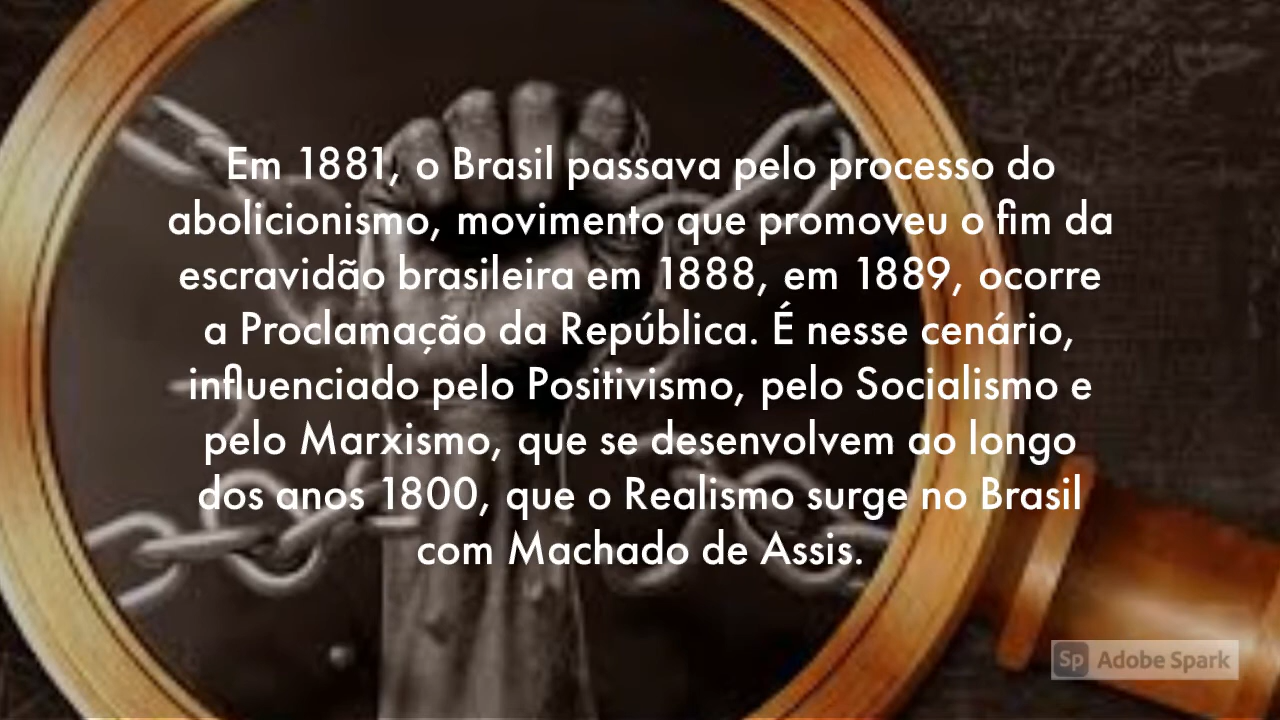 Em 1881, o Brasil passava pelo processo do
abolicionismo, movimento que promoveu o fim da
escravidão brasileira em 1888, em 1889, ocorre
a Proclamação da República. É nesse cenário,
influenciado pelo Positivismo, pelo Socialismo e
pelo Marxismo, que se desenvolvem ao longo
dos anos 1800, que o Realismo surge no Brasil
com Machado de Assis.
Sp Adobe Spark